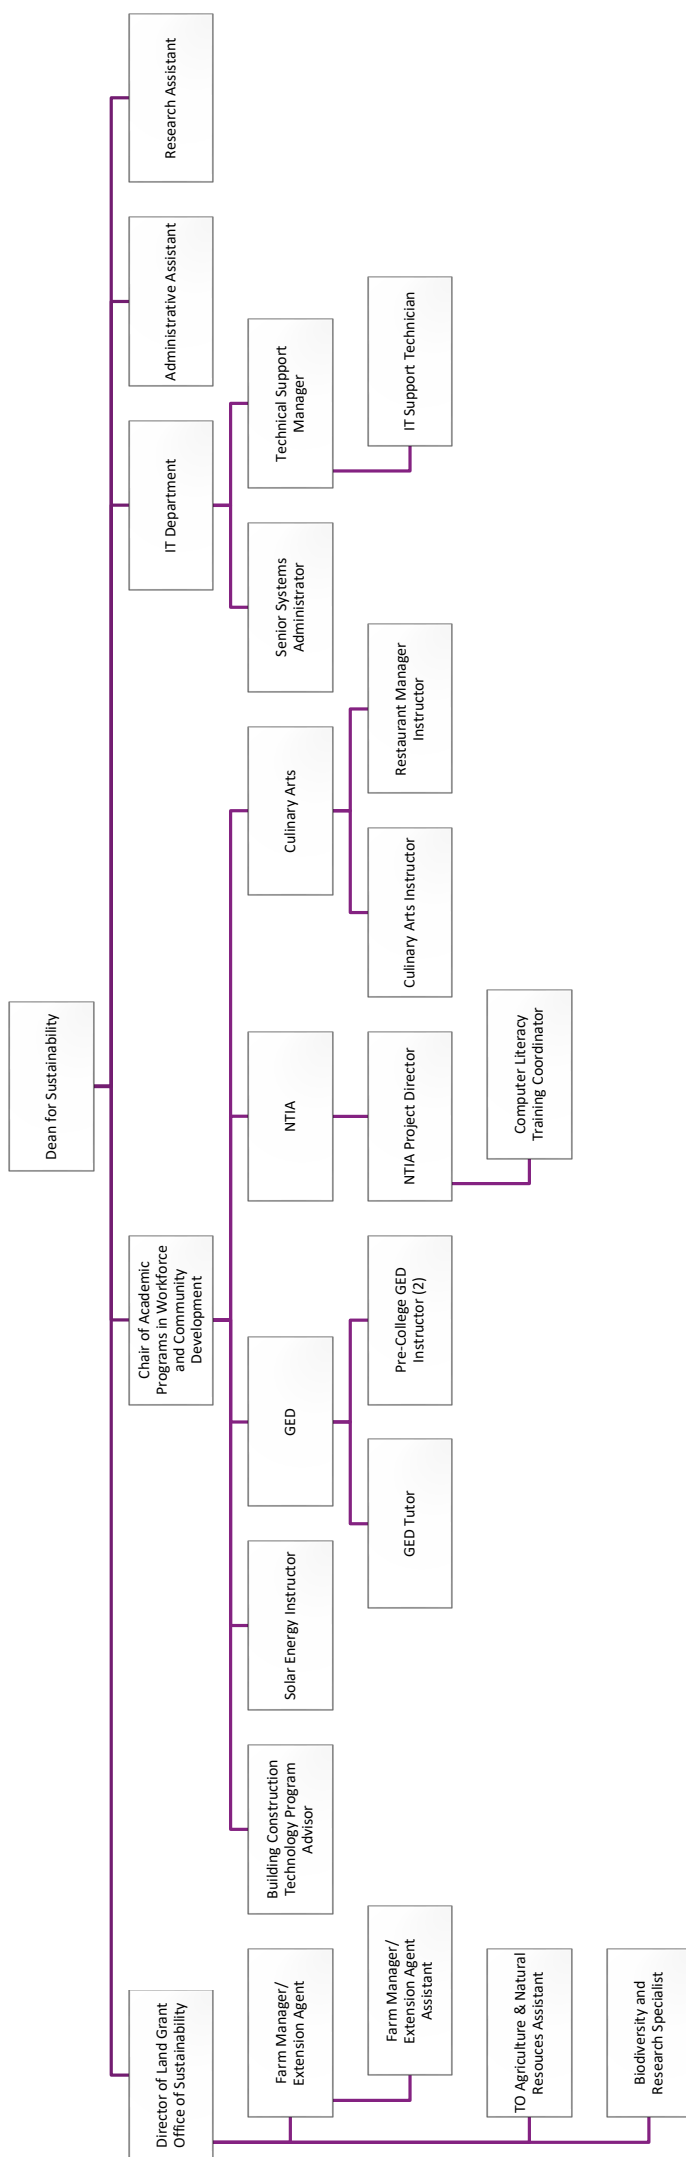 Dean for Sustainability
Director of Land Grant
Office of Sustainability
Farm Manager/
Extension Agent
Farm Manager/
Extension Agent
Assistant
TO Agriculture & Natural
Resouces Assistant
Biodiversity and
Research Specialist
Chair of Academic
Programs in Workforce
and Community
Development
Building Construction
Technology Program
Advisor
Solar Energy Instructor
GED
GED Tutor
Pre-College GED
Instructor (2)
NTIA
NTIA Project Director
Computer Literacy
Training Coordinator
Culinary Arts
Culinary Arts Instructor
Restaurant Manager
Instructor
IT Department
Senior Systems
Administrator
Technical Support
Manager
IT Support Technician
Administrative Assistant
Research Assistant